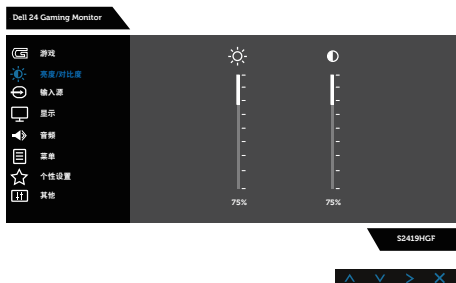 Dell 24 Gaming Monitor
游戏
亮度/对比度
输入源
显示
音频
菜单
个性设置
其他
75%
75%
S2419HGF